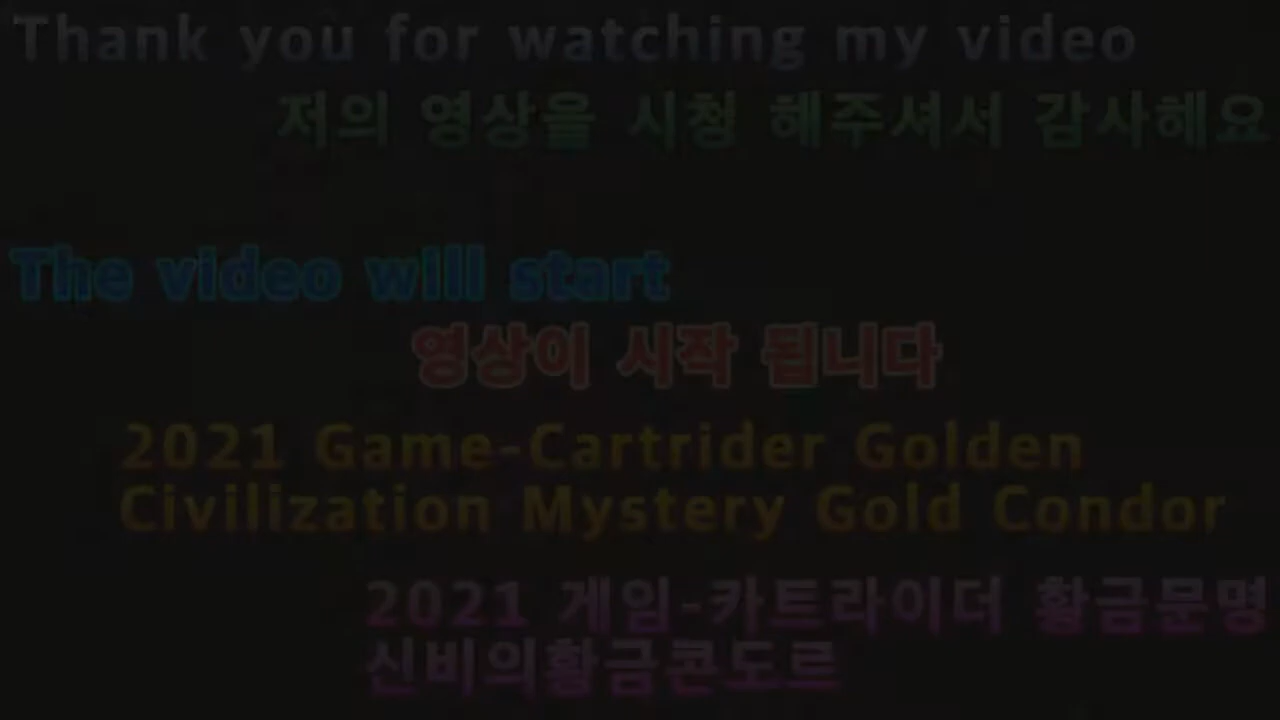 Thank you for watching my video
저의 영상을 시청 해주셔서 감사해요
The video will start
영상이 시작 됩니다
2021 Game-Cartrider Golden
Civilization Mystery Gold Condor
2021 게임-카트라이더 황금문명
신비의황금콘도르